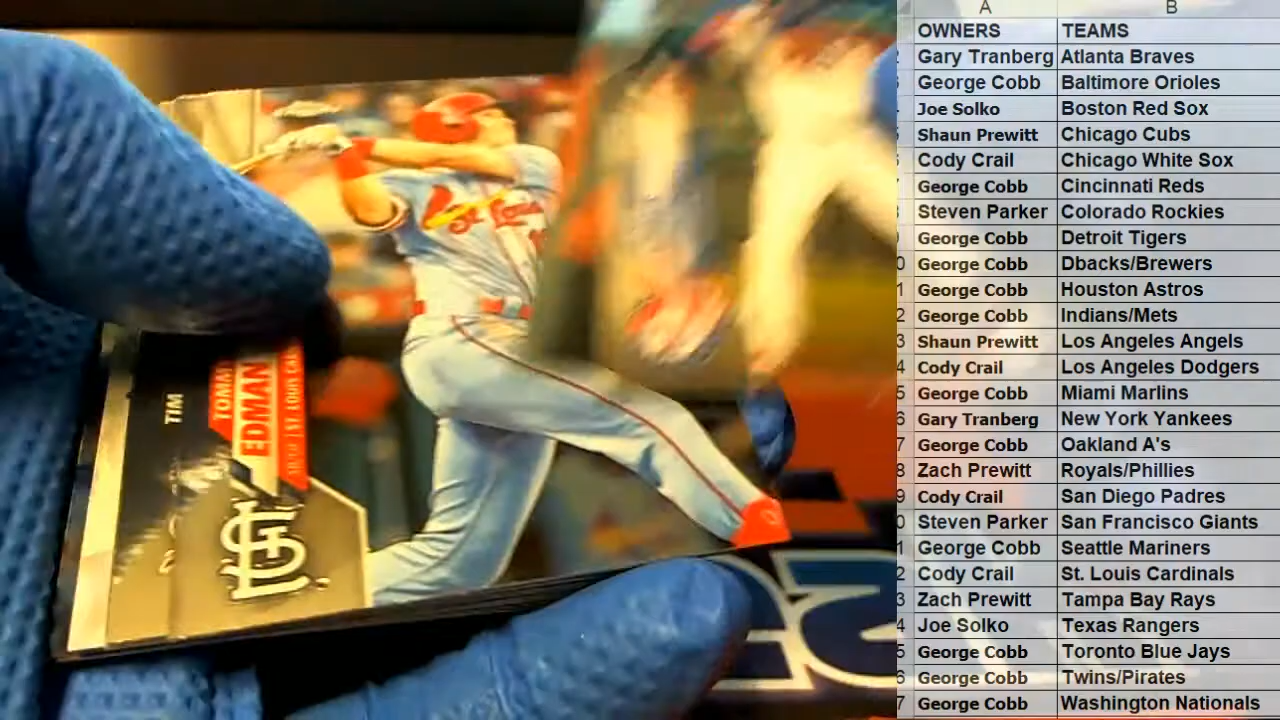 A B
OWNERS TEAMS
Gary Tranberg Atlanta Braves
George Cobb Baltimore Orioles
Joe Solko Boston Red Sox
Shaun Prewitt Chicago Cubs
Cody Crail Chicago White Sox
George Cobb Cincinnati Reds
Steven Parker Colorado Rockies
George Cobb Detroit Tigers
George Cobb Dbacks/Brewers
George Cobb Houston Astros
George Cobb Indians/Mets
Shaun Prewitt Los Angeles Angels
Cody Crail Los Angeles Dodgers
George Cobb Miami Marlins
Gary Tranberg New York Yankees
George Cobb Oakland A's
Zach Prewitt Royals/Phillies
Cody Crail San Diego Padres
Steven Parker San Francisco Giants
George Cobb Seattle Mariners
Cody Crail St. Louis Cardinals
Zach Prewitt Tampa Bay Rays
Joe Solko Texas Rangers
George Cobb Toronto Blue Jays
George Cobb Twins/Pirates
George Cobb Washington Nationals
TM
EDMAN
STL